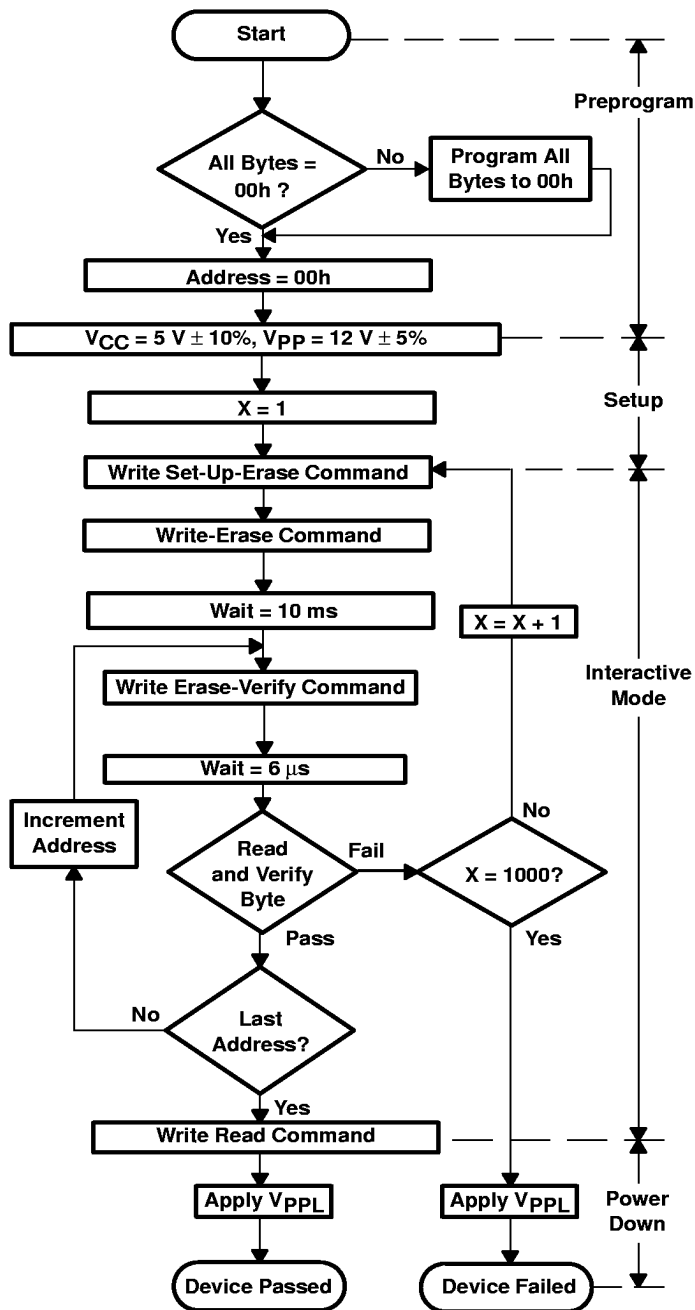 Start
Preprogram
All Bytes =
00h ?
No
Program All
Bytes to 00h
Yes
Address = 00h
VCC = 5 V ± 10%, VPP = 12 V ± 5%
X = 1
Setup
Write Set-Up-Erase Command
Write-Erase Command
Wait = 10 ms
X = X + 1
Write Erase-Verify Command
Interactive
Mode
Wait = 6 µs
Increment
Address
Read
and Verify
Byte
Fail
No
X = 1000?
Pass
Yes
No
Last
Address?
Yes
Write Read Command
Apply VPPL
Apply VPPL
Power
Down
Device Passed
Device Failed